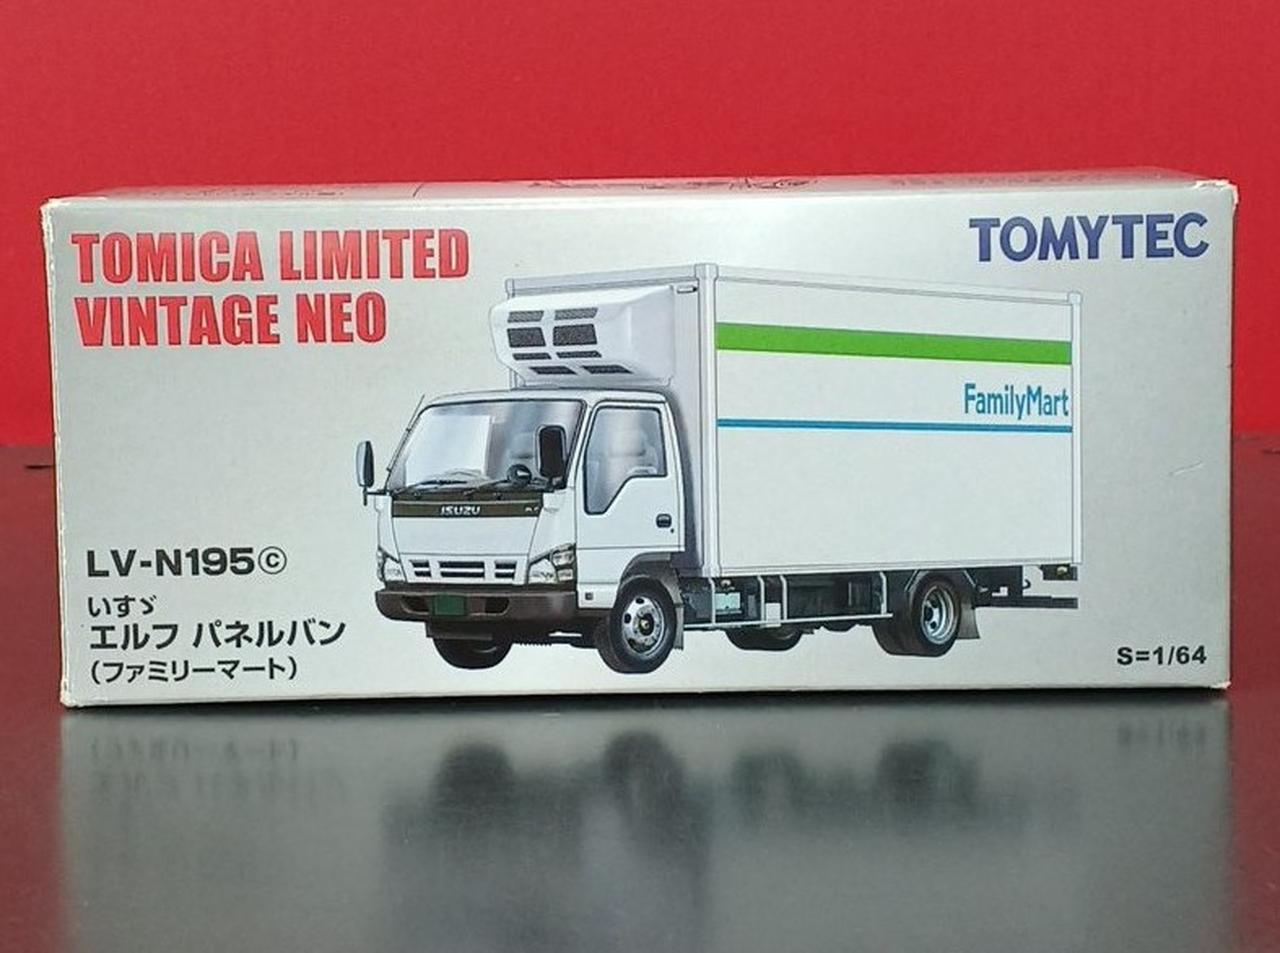 TOMICA LIMITED
VINTAGE NEO
TOMYTEC
FamilyMart
ISUZU
LV-N195ⓒ
いすゞ
エルフ パネルバン
(ファミリーマート)
S=1/64